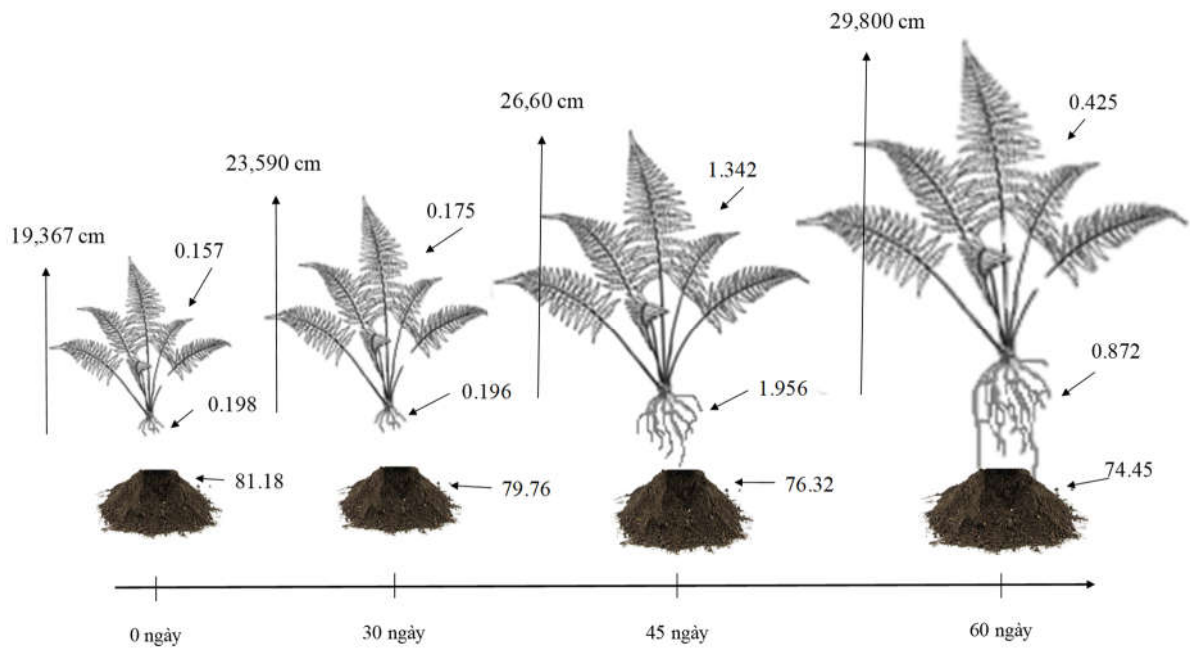 19,367 cm
0.157
0.198
81.18
23,590 cm
0.175
0.196
79.76
26,60 cm
1.342
1.956
76.32
29,800 cm
0.425
0.872
74.45
0 ngày
30 ngày
45 ngày
60 ngày